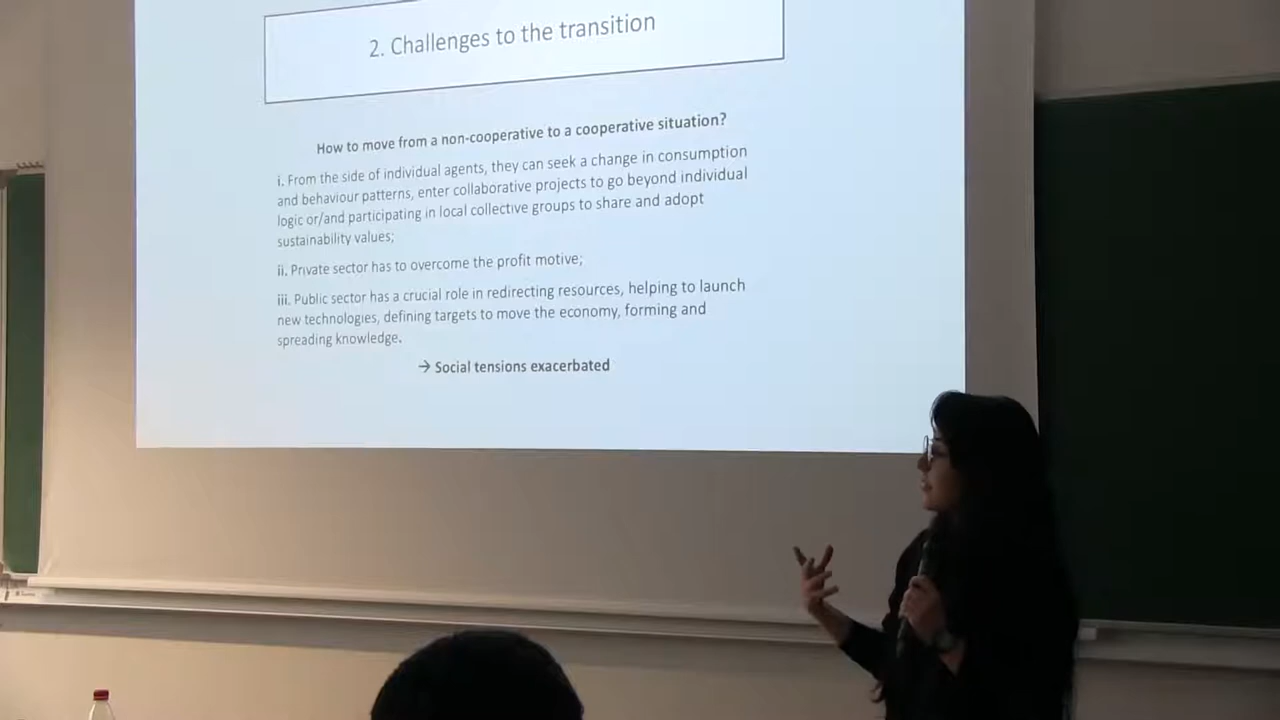 2. Challenges to the transition
How to move from a non-cooperative to a cooperative situation?
i. From the side of individual agents, they can seek a change in consumption
and behaviour patterns, enter collaborative projects to go beyond individual
logic or/and participating in local collective groups to share and adopt
sustainability values;
ii. Private sector has to overcome the profit motive;
iii. Public sector has a crucial role in redirecting resources, helping to launch
new technologies, defining targets to move the economy, forming and
spreading knowledge.
→ Social tensions exacerbated